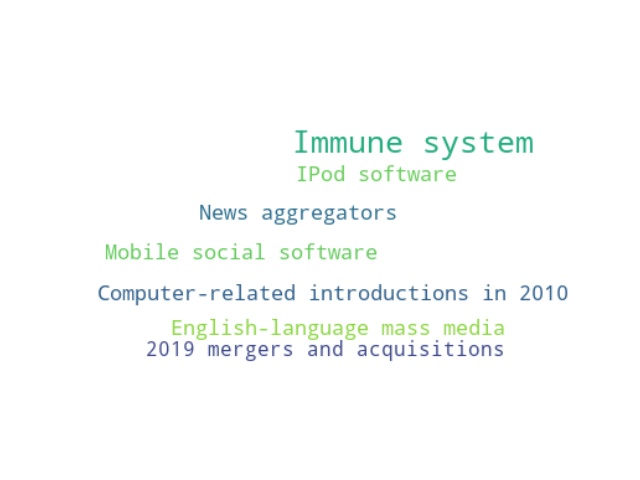 Immune system
IPod software
News aggregators
Mobile social software
Computer-related introductions in 2010
English-language mass media
2019 mergers and acquisitions